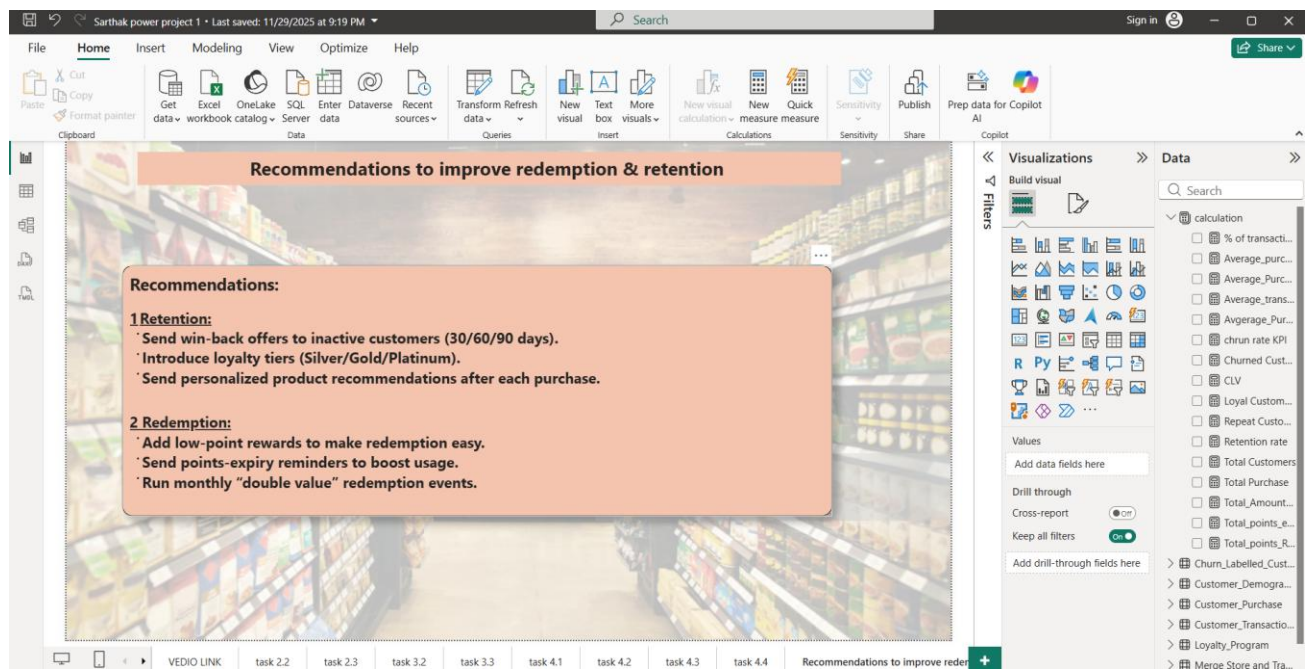 Sarthak power project 1 • Last saved: 11/29/2025 at 9:19 PM
Search
Sign in
File Home Insert Modeling View Optimize Help
Share
Paste
Cut
Copy
Format painter
Clipboard
Get data
Excel workbook
OneLake catalog
SQL Server
Enter data
Dataverse
Recent sources
Data
Transform data
Refresh
Queries
New visual
Text box
More visuals
Insert
New visual calculation
New measure
Quick measure
Calculations
Sensitivity
Sensitivity
Publish
Share
Prep data for AI
Copilot
Copilot
Recommendations to improve redemption & retention
Recommendations:
1 Retention:
Send win-back offers to inactive customers (30/60/90 days).
Introduce loyalty tiers (Silver/Gold/Platinum).
Send personalized product recommendations after each purchase.
2 Redemption:
Add low-point rewards to make redemption easy.
Send points-expiry reminders to boost usage.
Run monthly “double value” redemption events.
Filters
Visualizations
Build visual
R Py
Values
Add data fields here
Drill through
Cross-report
Off
Keep all filters
On
Add drill-through fields here
Data
Search
calculation
% of transacti...
Average_purc...
Average_Purc...
Average_trans...
Avgerage_Pur...
chrun rate KPI
Churned Cust...
CLV
Loyal Custom...
Repeat Custo...
Retention rate
Total Customers
Total Purchase
Total_Amount...
Total_points_e...
Total_points_R...
Churn_Labelled_Cust...
Customer_Demogra...
Customer_Purchase
Customer_Transactio...
Loyalty_Program
Merge Store and Tra...
VEDIO LINK
task 2.2
task 2.3
task 3.2
task 3.3
task 4.1
task 4.2
task 4.3
task 4.4
Recommendations to improve reder